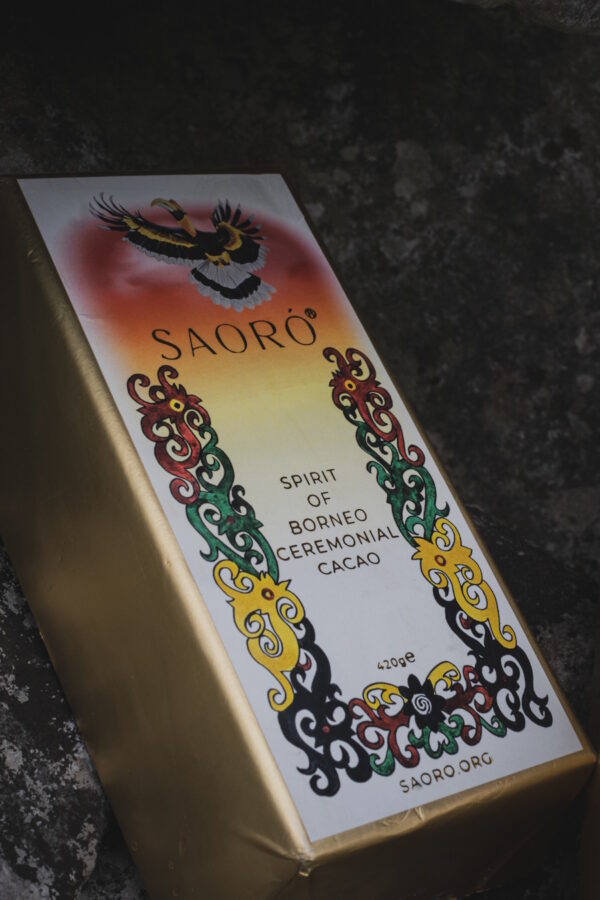 SAORÓ®
SPIRIT
OF
BORNEO
CEREMONIAL
CACAO
420g℮
SAORO.ORG